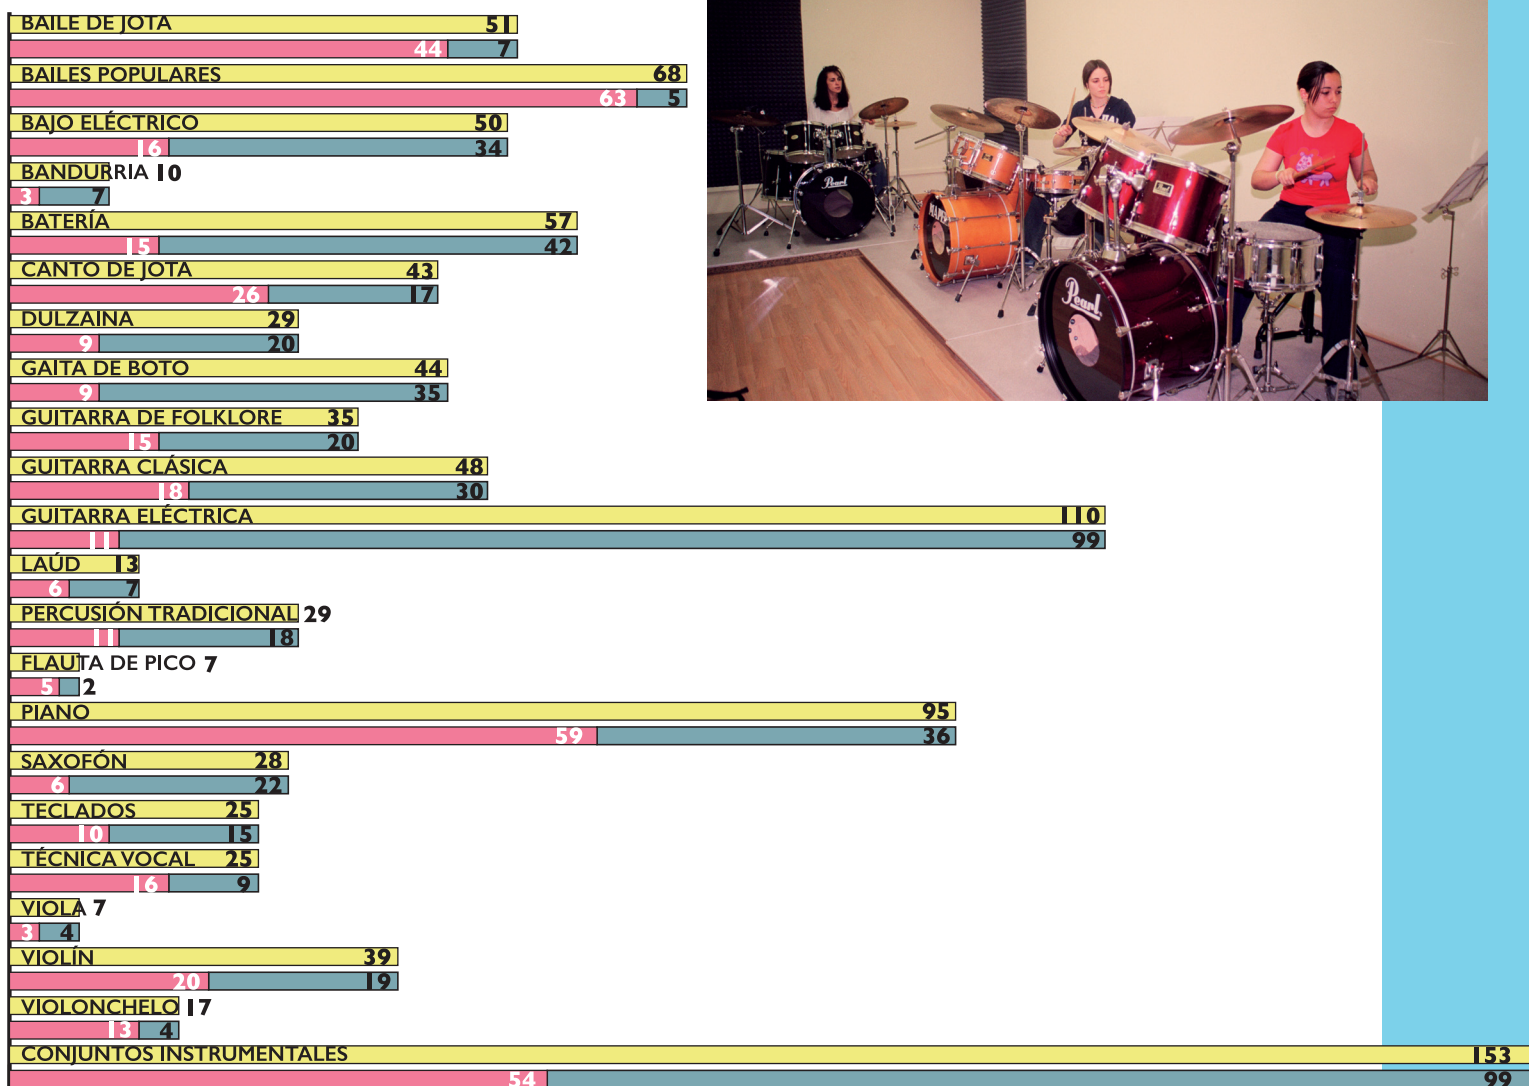 BAILE DE JOTA 51
44 7
BAILES POPULARES 68
63 5
BAJO ELÉCTRICO 50
16 34
BANDURRIA 10
3 7
BATERÍA 57
15 42
CANTO DE JOTA 43
26 17
DULZAINA 29
9 20
GAITA DE BOTO 44
9 35
GUITARRA DE FOLKLORE 35
15 20
GUITARRA CLÁSICA 48
18 30
GUITARRA ELÉCTRICA 110
11 99
LAÚD 13
6 7
PERCUSIÓN TRADICIONAL 29
11 18
FLAUTA DE PICO 7
5 2
PIANO 95
59 36
SAXOFÓN 28
6 22
TECLADOS 25
10 15
TÉCNICA VOCAL 25
16 9
VIOLA 7
3 4
VIOLÍN 39
20 19
VIOLONCHELO 17
13 4
CONJUNTOS INSTRUMENTALES 153
54 99
Pearl
Pearl